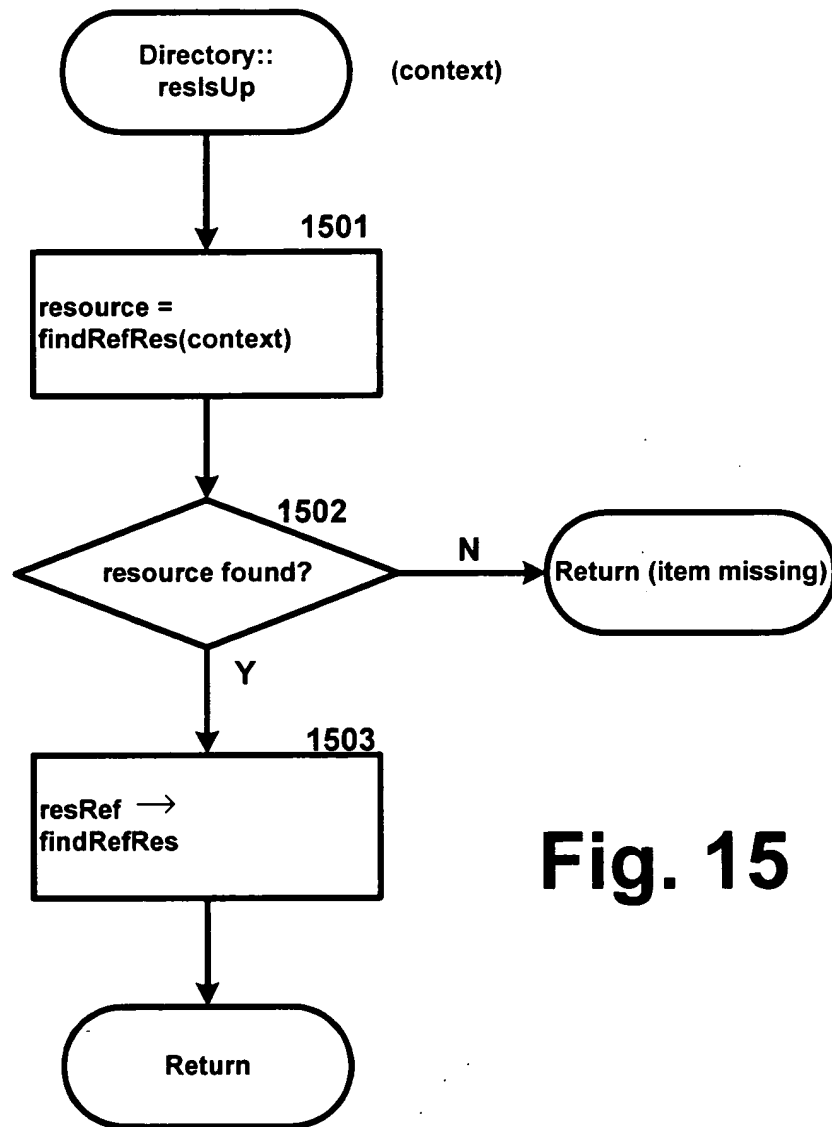 Directory::
resIsUp
(context)
1501
resource =
findRefRes(context)
1502
resource found?
N
Return (item missing)
Y
1503
resRef →
findRefRes
Fig. 15
Return